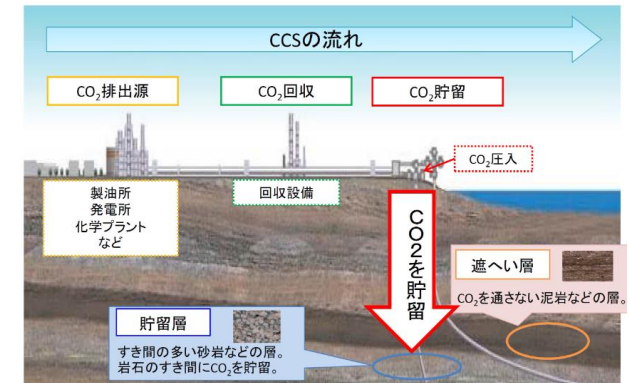 CCSの流れ
CO₂排出源
CO₂回収
CO₂貯留
CO₂圧入
製油所
発電所
化学プラント
など
回収設備
CO2を貯留
遮へい層
CO₂を通さない泥岩などの層。
貯留層
すき間の多い砂岩などの層。
岩石のすき間にCO₂を貯留。